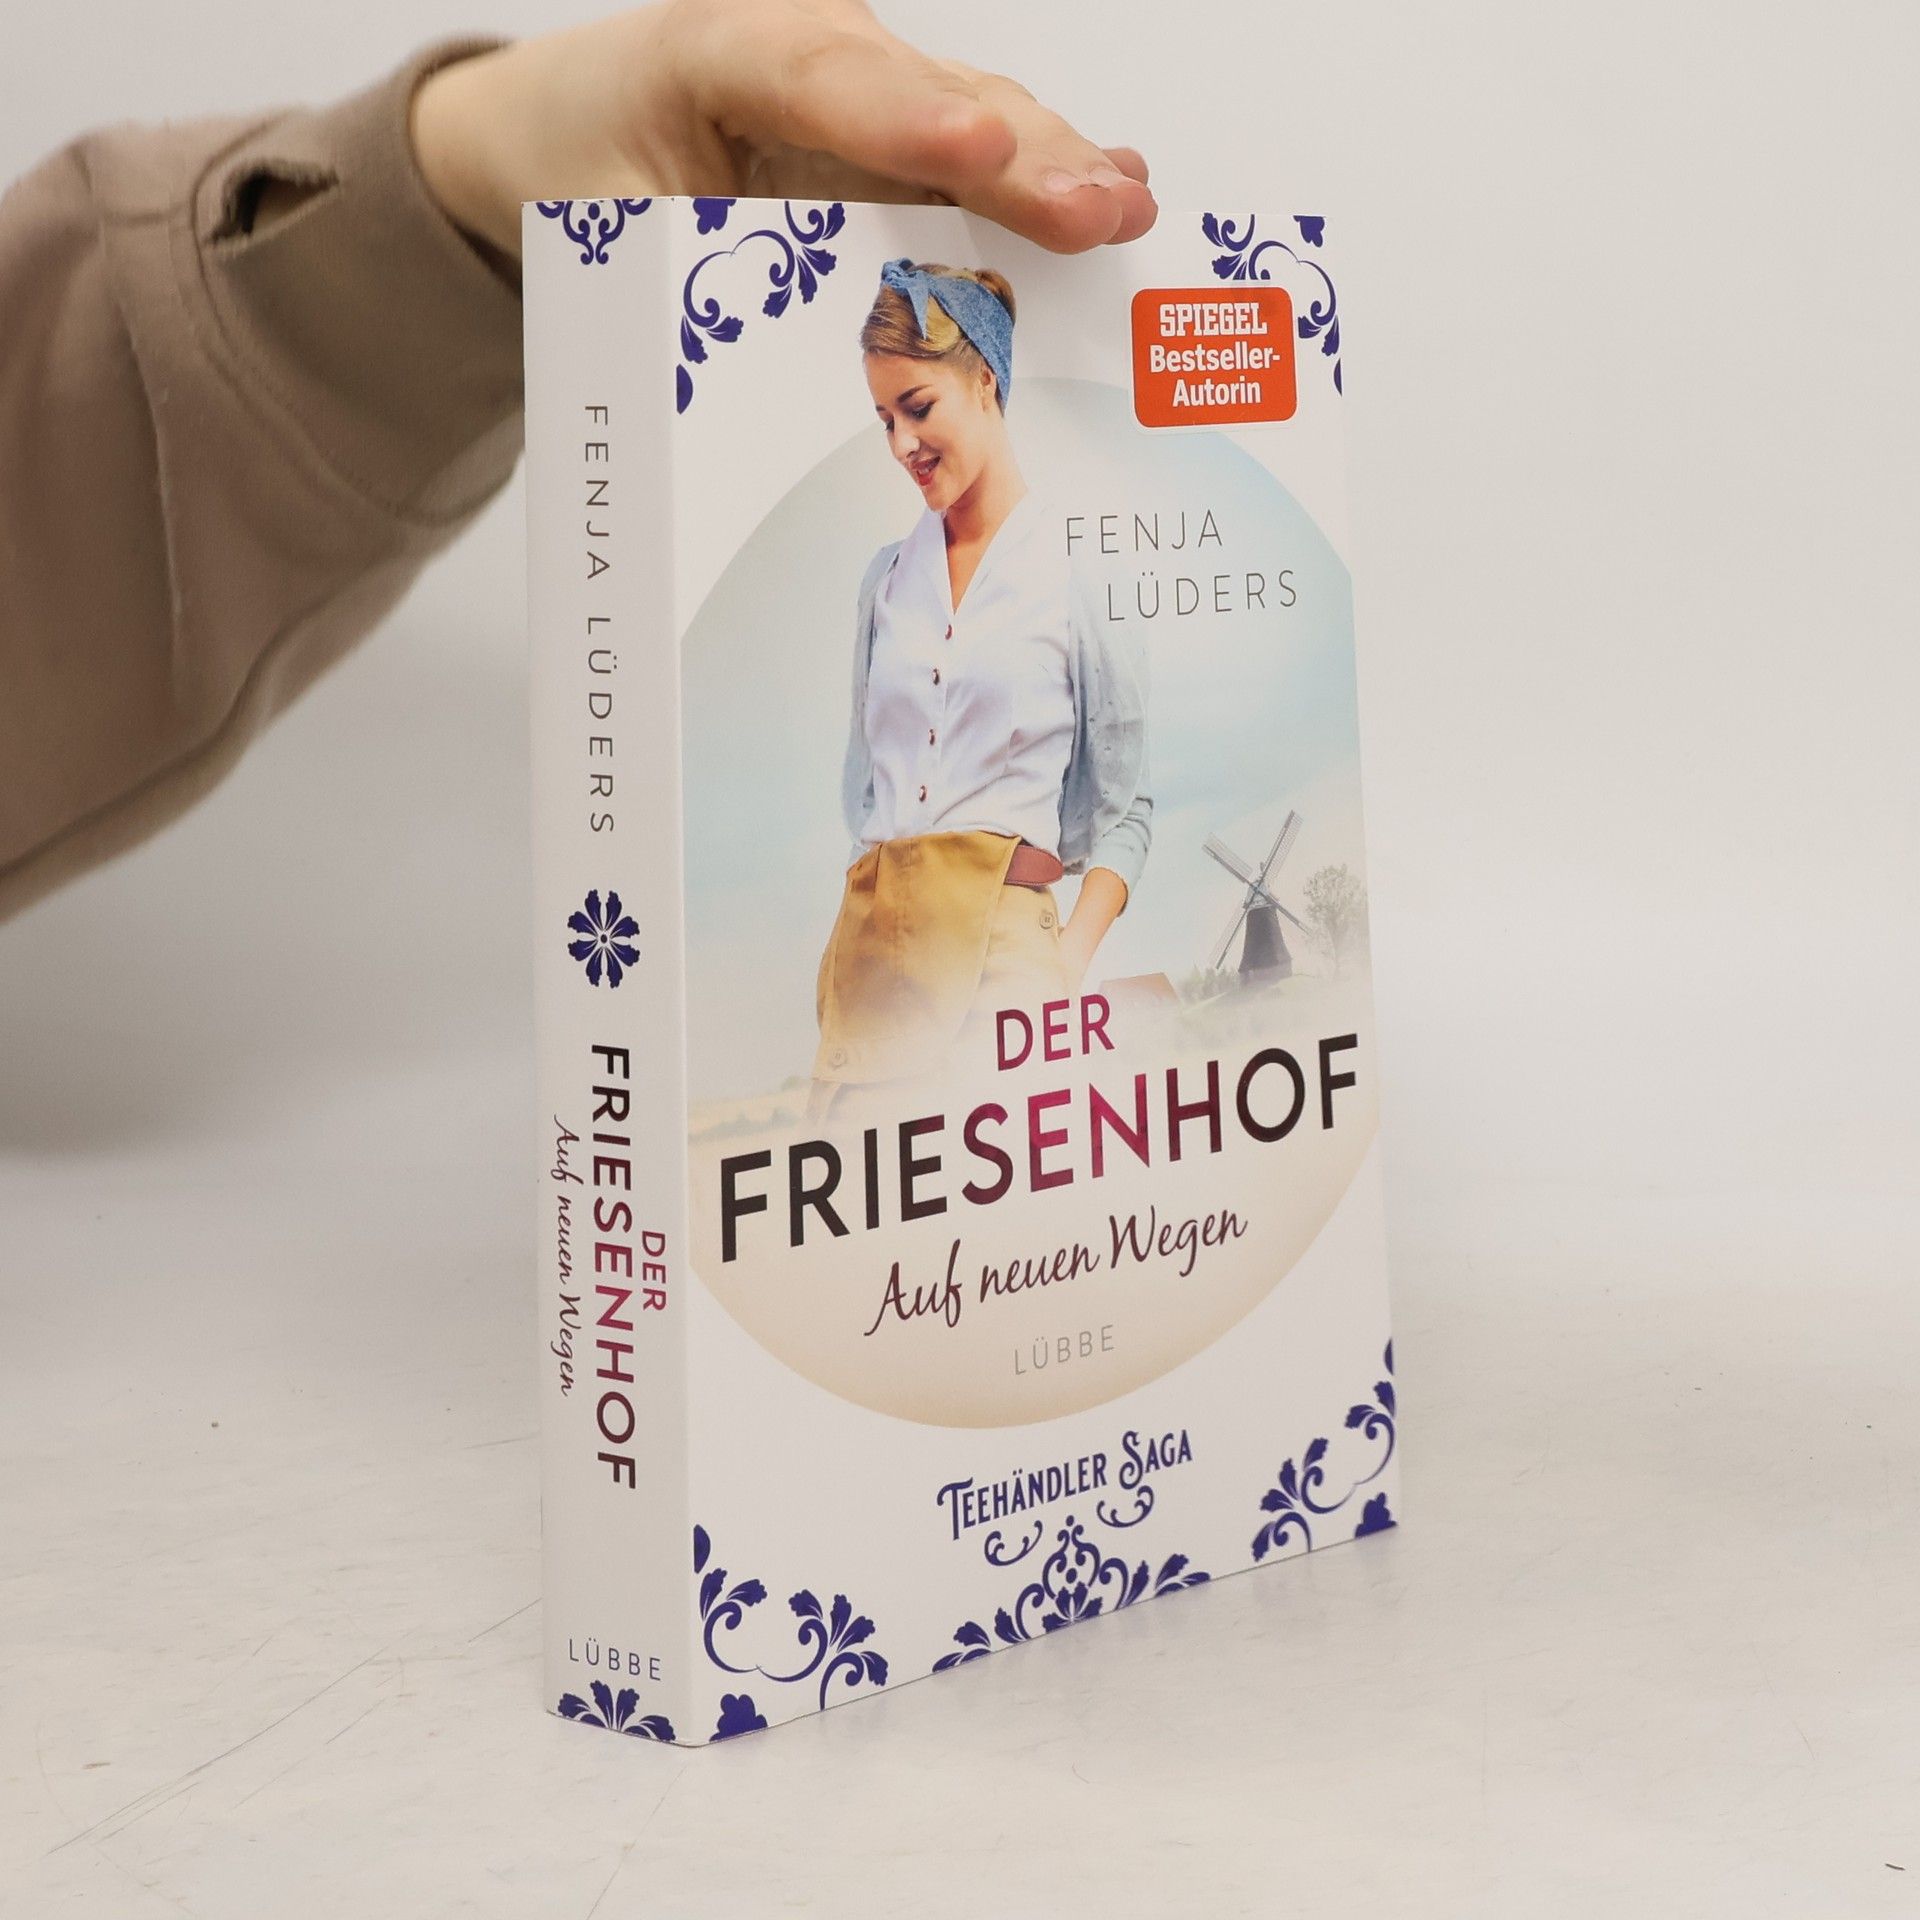 FENJA LÜDERS
DER
FRIESENHOF
Auf neuen Wegen
LÜBBE
SPIEGEL
Bestseller-
Autorin
FENJA
LÜDERS
DER
FRIESENHOF
Auf neuen Wegen
LÜBBE
TEEHÄNDLER SAGA